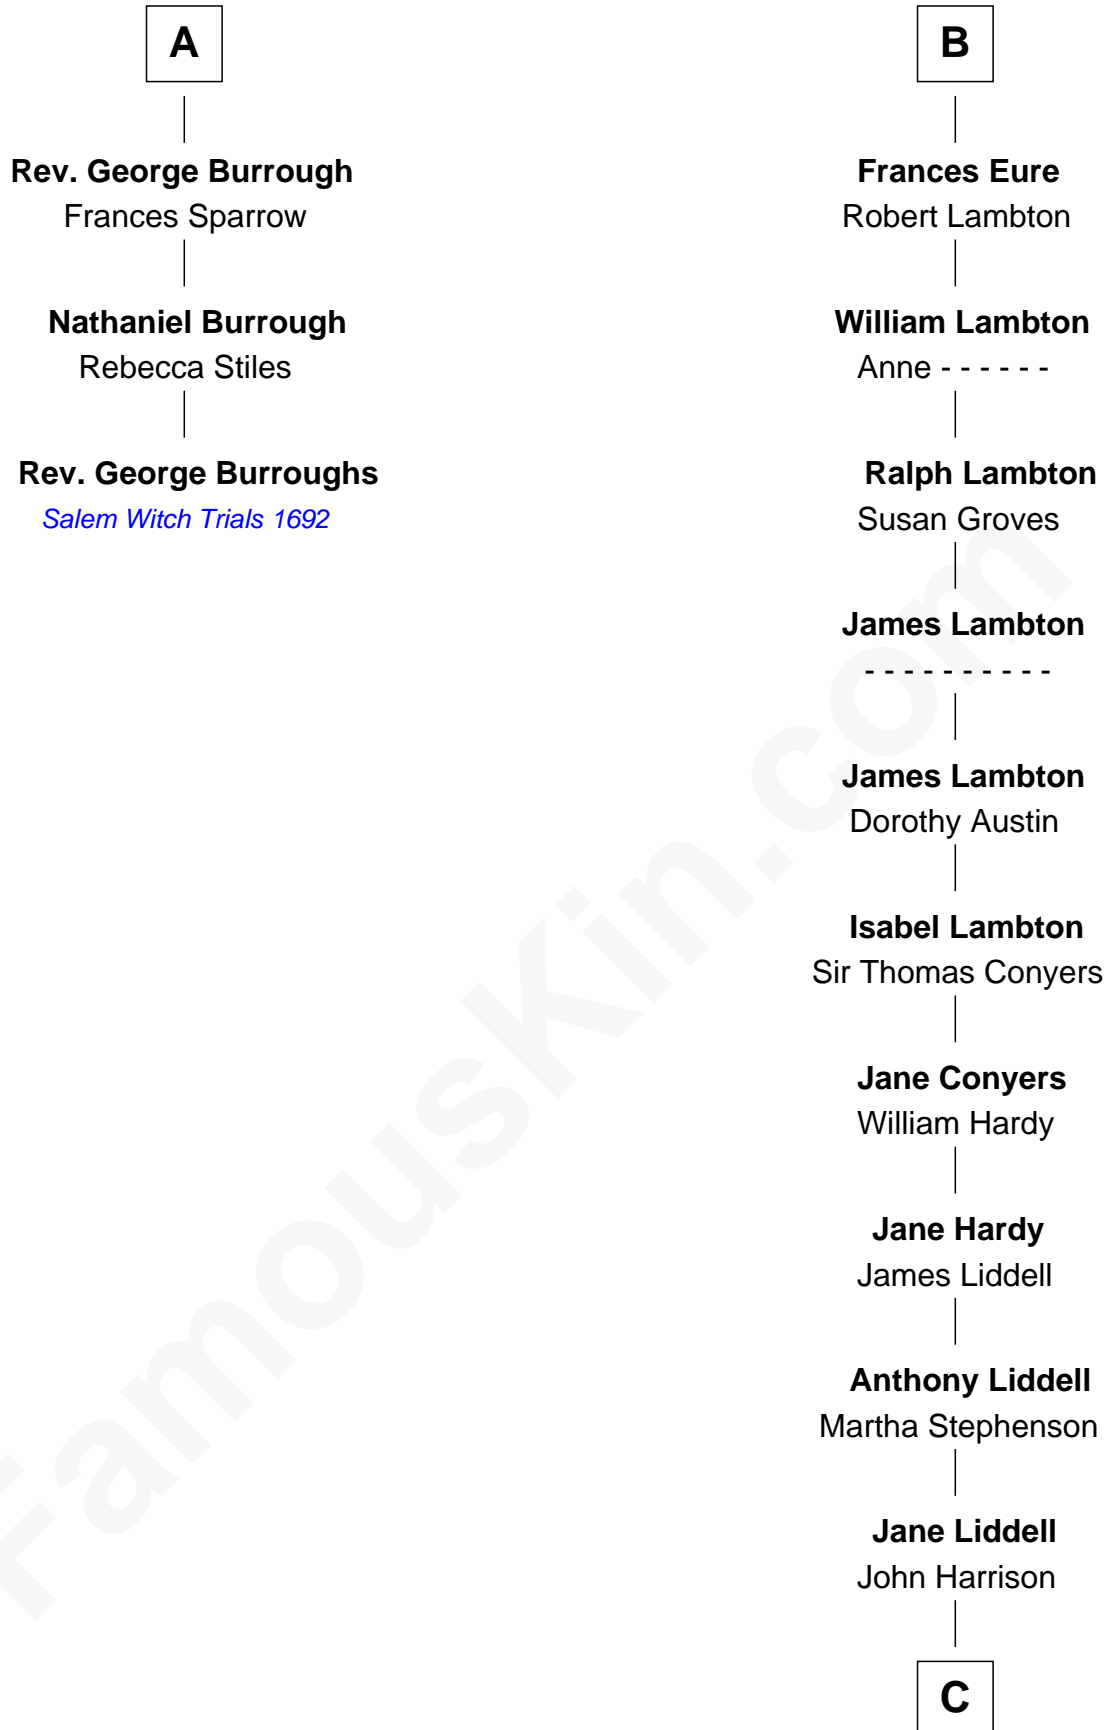 A
Rev. George Burrough
Frances Sparrow
Nathaniel Burrough
Rebecca Stiles
Rev. George Burroughs
Salem Witch Trials 1692
B
Frances Eure
Robert Lambton
William Lambton
Anne - - - - - -
Ralph Lambton
Susan Groves
James Lambton
- - - - - - - - - -
James Lambton
Dorothy Austin
Isabel Lambton
Sir Thomas Conyers
Jane Conyers
William Hardy
Jane Hardy
James Liddell
Anthony Liddell
Martha Stephenson
Jane Liddell
John Harrison
C
FamousKin.com